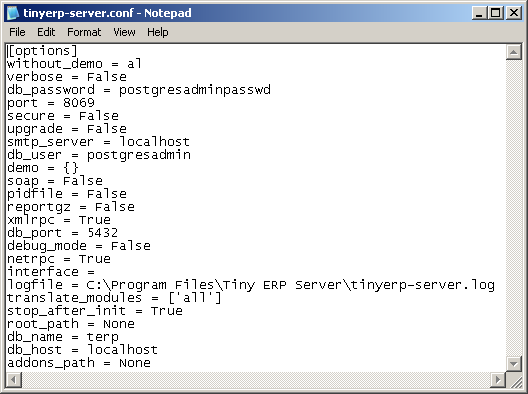 tinyerp-server.conf - Notepad
File Edit Format View Help
[options]
without_demo = al
verbose = False
db_password = postgresadminpasswd
port = 8069
secure = False
upgrade = False
smtp_server = localhost
db_user = postgresadmin
demo = {}
soap = False
pidfile = False
reportgz = False
xmlrpc = True
db_port = 5432
debug_mode = False
netrpc = True
interface =
logfile = C:\Program Files\Tiny ERP Server\tinyerp-server.log
translate_modules = ['all']
stop_after_init = True
root_path = None
db_name = terp
db_host = localhost
addons_path = None